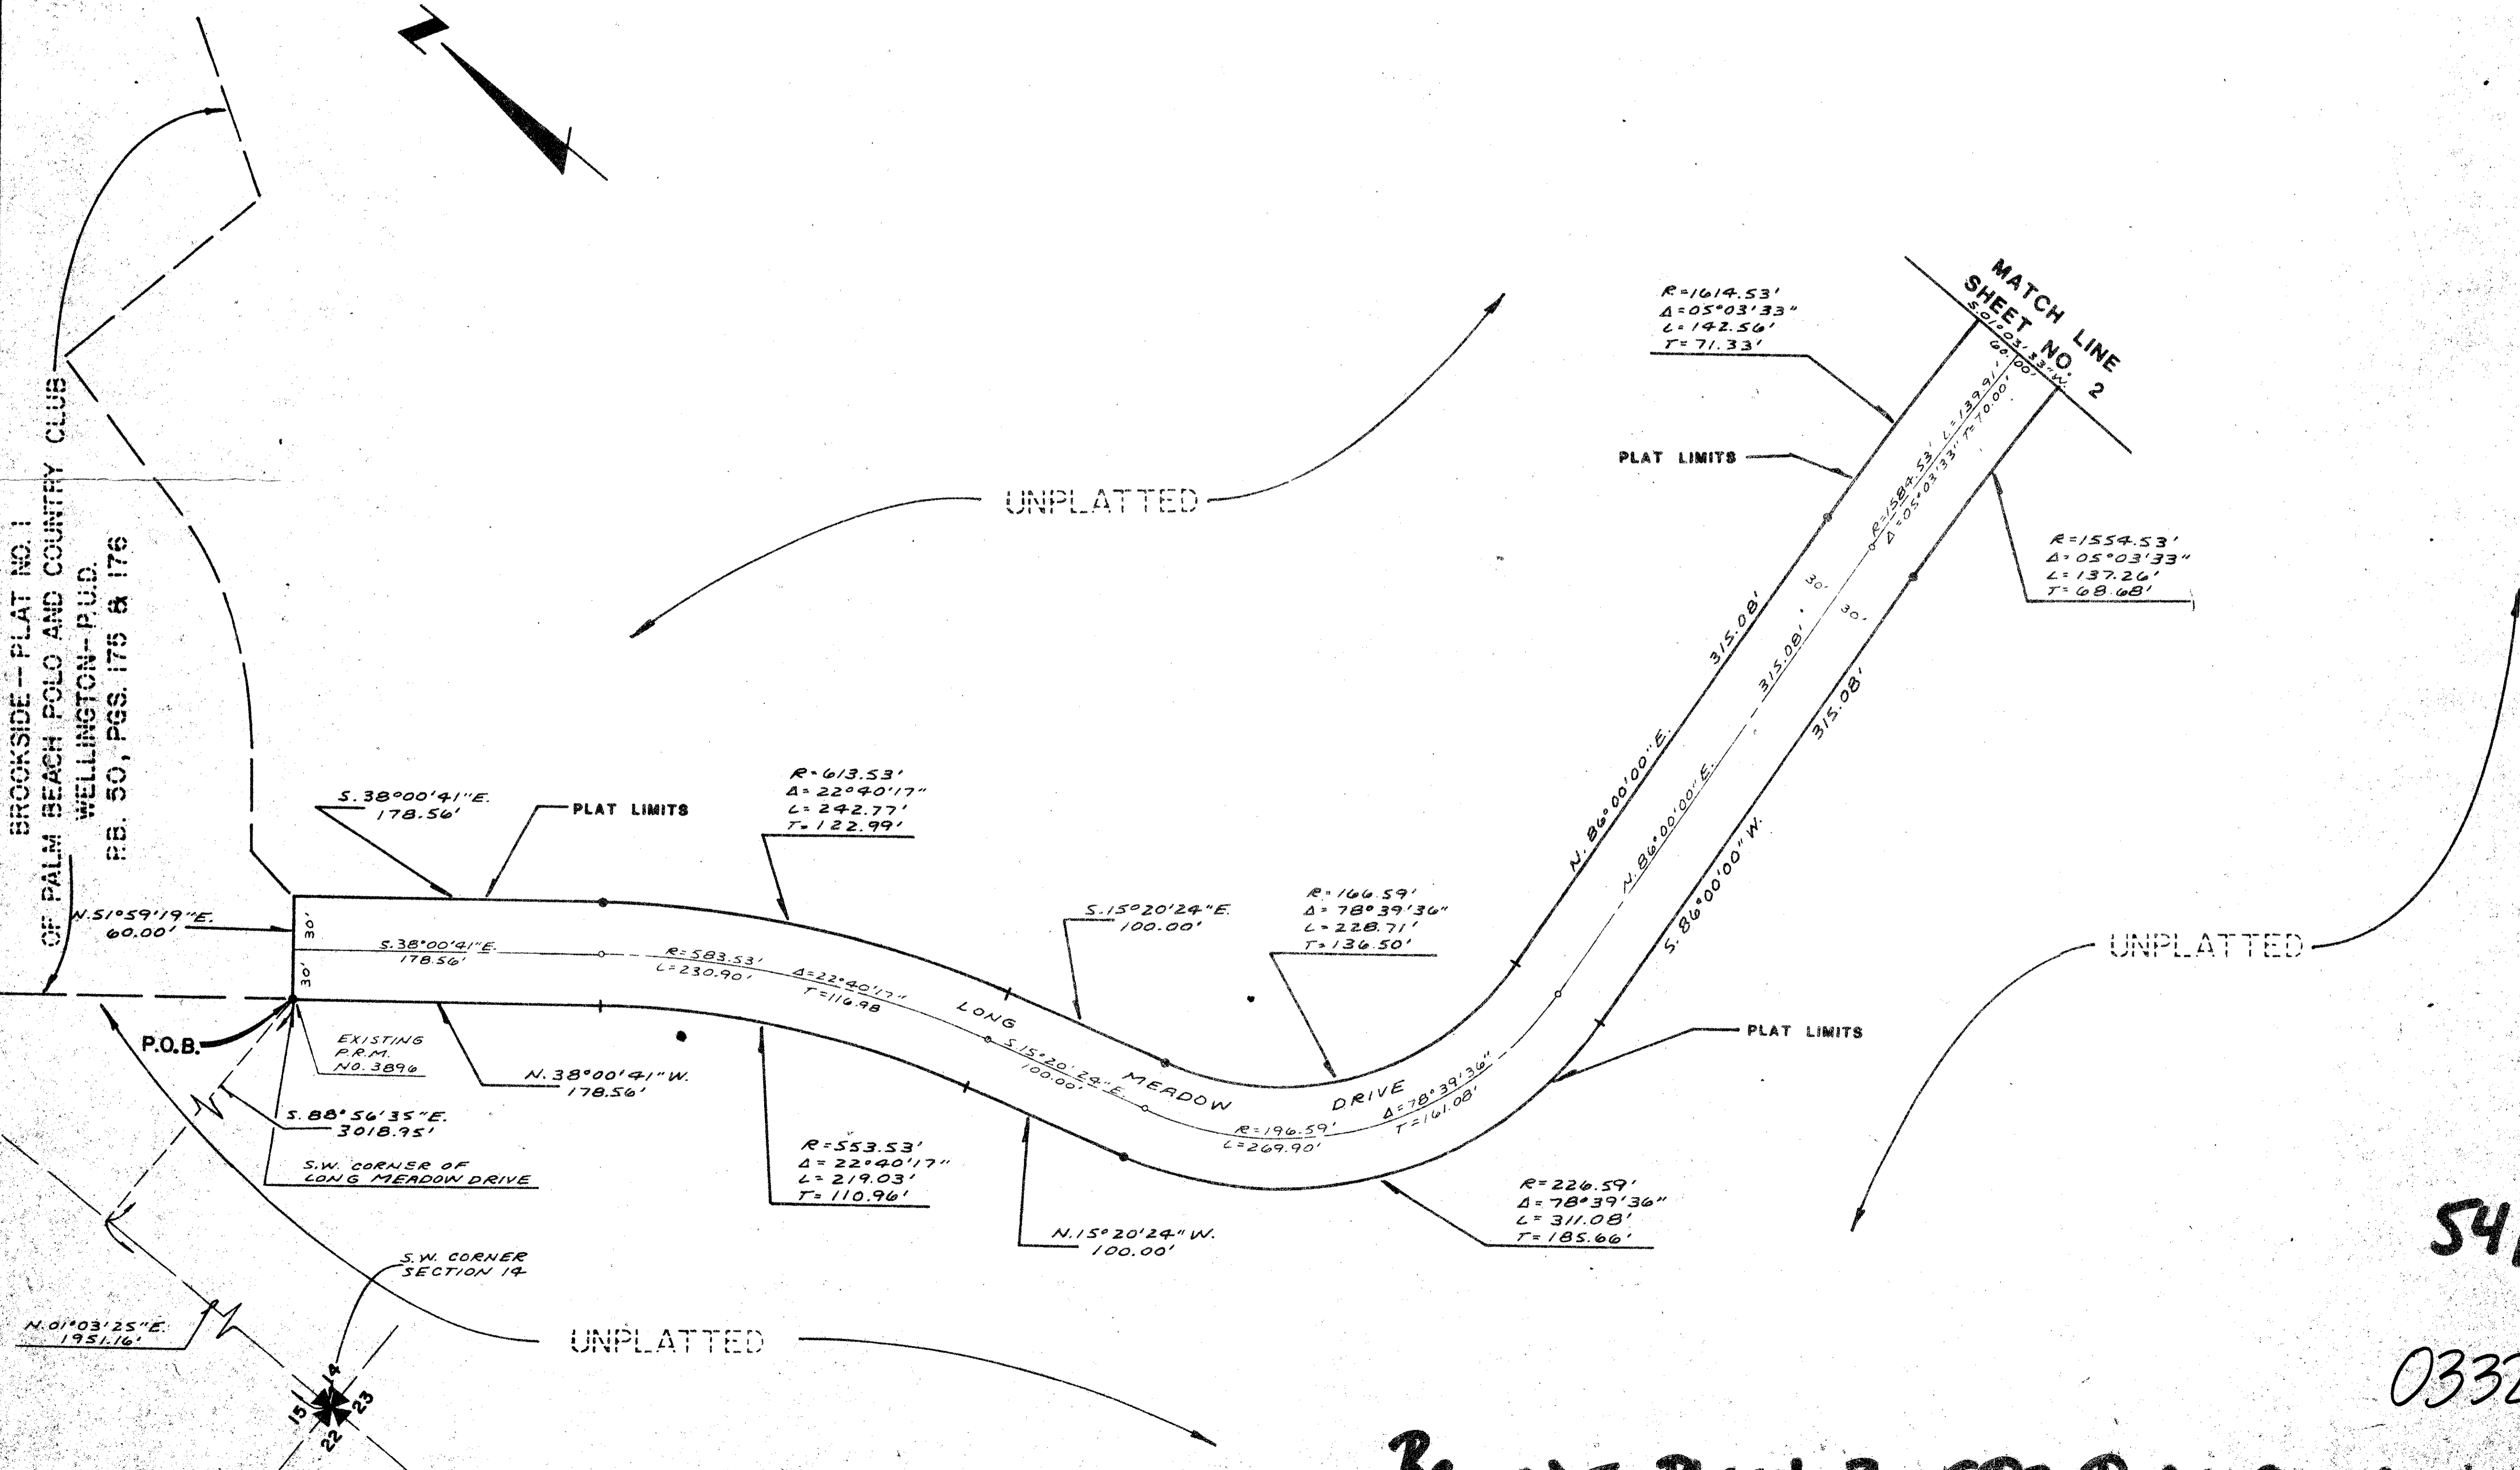 N
BROOKSIDE -- PLAT NO. 1
OF PALM BEACH POLO AND COUNTRY CLUB
WELLINGTON--P.U.D.
P.B. 50, PGS. 175 & 176
MATCH LINE
SHEET NO. 2
S.01°03'33"W.
60.00'
R=1614.53'
Δ=05°03'33"
L=142.56'
T=71.33'
PLAT LIMITS
R=1584.53' L=139.91'
Δ=05°03'33" T=70.00'
R=1554.53'
Δ=05°03'33"
L=137.26'
T=68.68'
UNPLATTED
30'
30'
315.08'
315.08'
315.08'
N.86°00'00"E.
N.86°00'00"E.
S.86°00'00"W.
S.38°00'41"E.
178.56'
PLAT LIMITS
R=613.53'
Δ=22°40'17"
L=242.77'
T=122.99'
N.51°59'19"E.
60.00'
30'
30'
S.38°00'41"E.
178.56'
R=583.53'
L=230.90'
Δ=22°40'17"
T=116.98
S.15°20'24"E.
100.00'
R=166.59'
Δ=78°39'36"
L=228.71'
T=136.50'
UNPLATTED
LONG
MEADOW
DRIVE
S.15°20'24"E.
100.00'
R=196.59'
L=269.90'
Δ=78°39'36"
T=161.08'
PLAT LIMITS
P.O.B.
EXISTING
P.R.M.
NO.3896
N.38°00'41"W.
178.56'
S.88°56'35"E.
3018.95'
S.W. CORNER OF
LONG MEADOW DRIVE
R=553.53'
Δ=22°40'17"
L=219.03'
T=110.96'
N.15°20'24"W.
100.00'
R=226.59'
Δ=78°39'36"
L=311.08'
T=185.66'
S.W. CORNER
SECTION 14
N.01°03'25"E.
1951.16'
UNPLATTED
14
15
23
22
54
0332